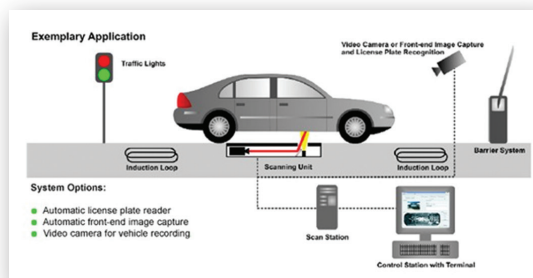 Exemplary Application
Traffic Lights
Video Camera or Front-end Image Capture
and License Plate Recognition
Induction Loop
Scanning Unit
Induction Loop
Barrier System
System Options:
Automatic license plate reader
Automatic front-end image capture
Video camera for vehicle recording
Scan Station
Control Station with Terminal